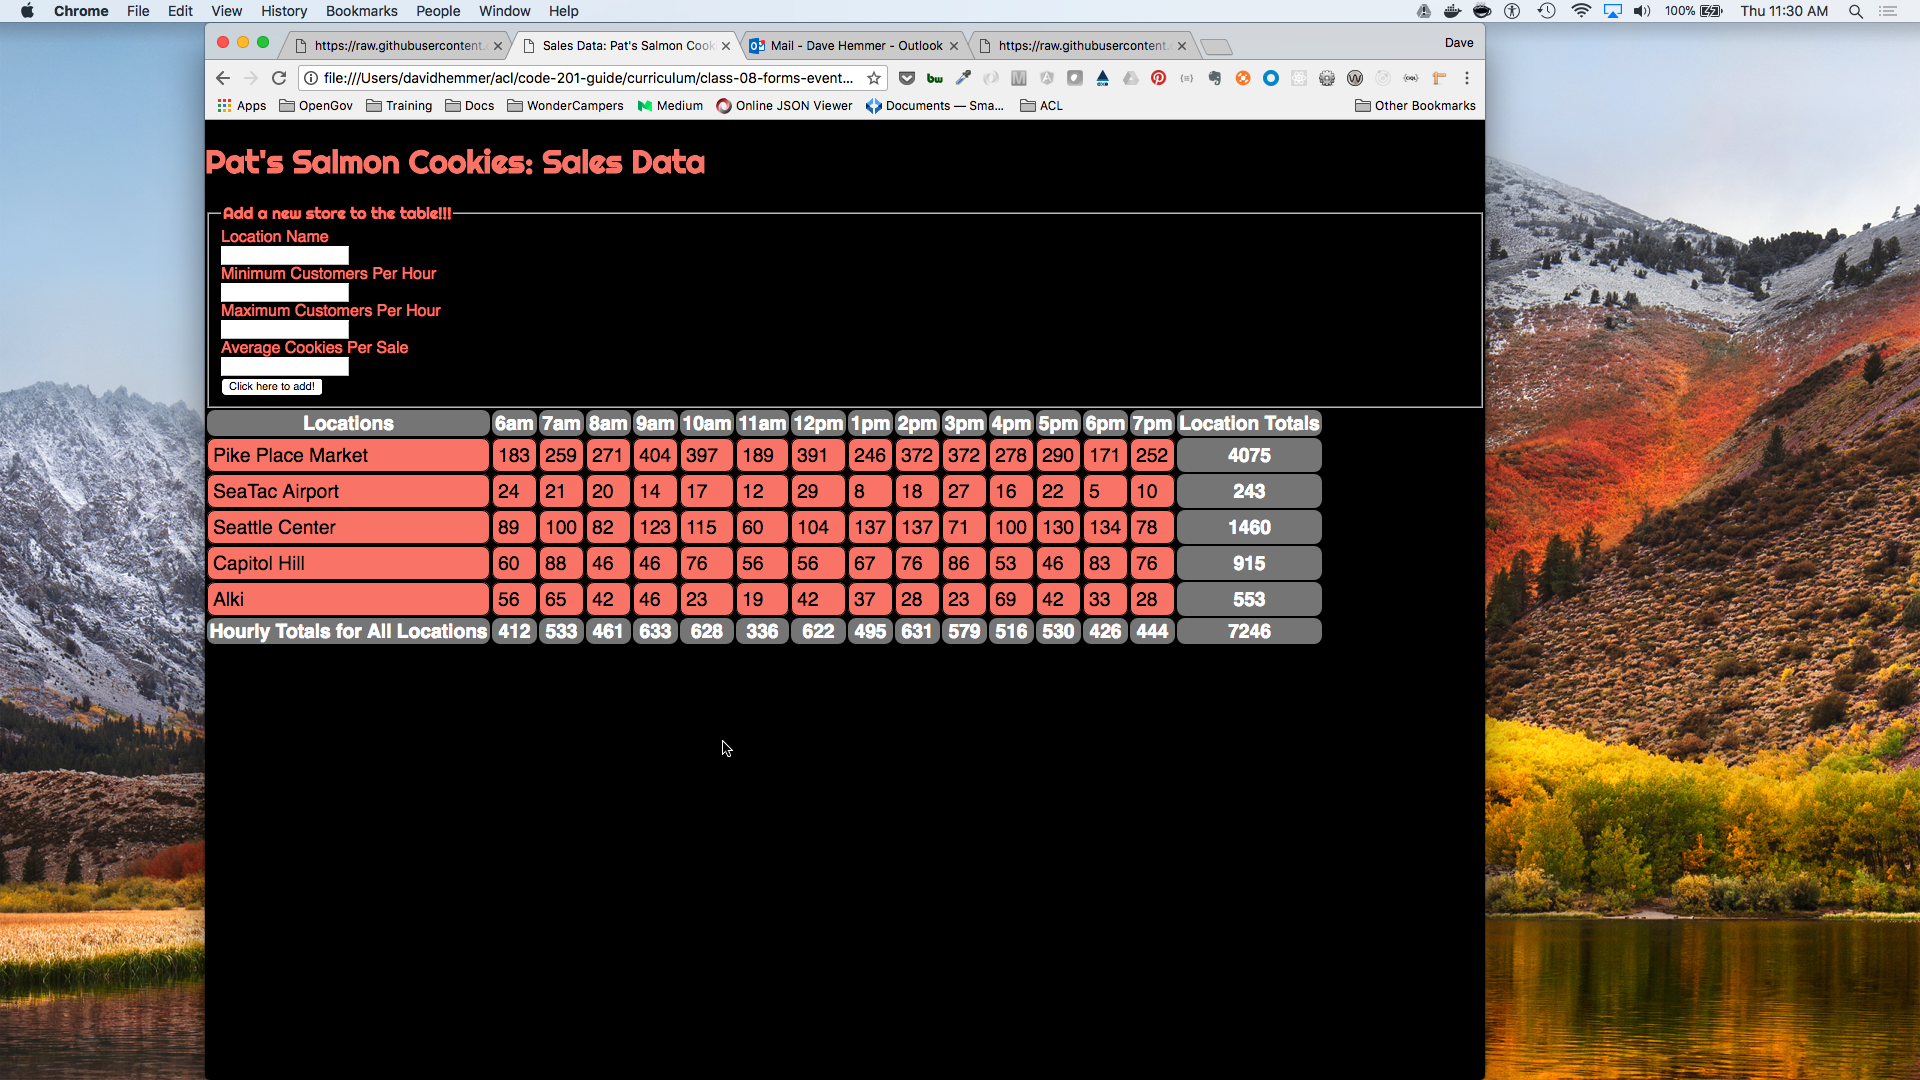 Chrome File Edit View History Bookmarks People Window Help 100% Thu 11:30 AM
https://raw.githubusercontent. Sales Data: Pat's Salmon Cook Mail - Dave Hemmer - Outlook https://raw.githubusercontent. Dave
file:///Users/davidhemmer/acl/code-201-guide/curriculum/class-08-forms-event...
Apps OpenGov Training Docs WonderCampers Medium Online JSON Viewer Documents — Sma... ACL Other Bookmarks
Pat's Salmon Cookies: Sales Data
Add a new store to the table!!!
Location Name
Minimum Customers Per Hour
Maximum Customers Per Hour
Average Cookies Per Sale
Click here to add!
Locations 6am 7am 8am 9am 10am 11am 12pm 1pm 2pm 3pm 4pm 5pm 6pm 7pm Location Totals
Pike Place Market 183 259 271 404 397 189 391 246 372 372 278 290 171 252 4075
SeaTac Airport 24 21 20 14 17 12 29 8 18 27 16 22 5 10 243
Seattle Center 89 100 82 123 115 60 104 137 137 71 100 130 134 78 1460
Capitol Hill 60 88 46 46 76 56 56 67 76 86 53 46 83 76 915
Alki 56 65 42 46 23 19 42 37 28 23 69 42 33 28 553
Hourly Totals for All Locations 412 533 461 633 628 336 622 495 631 579 516 530 426 444 7246